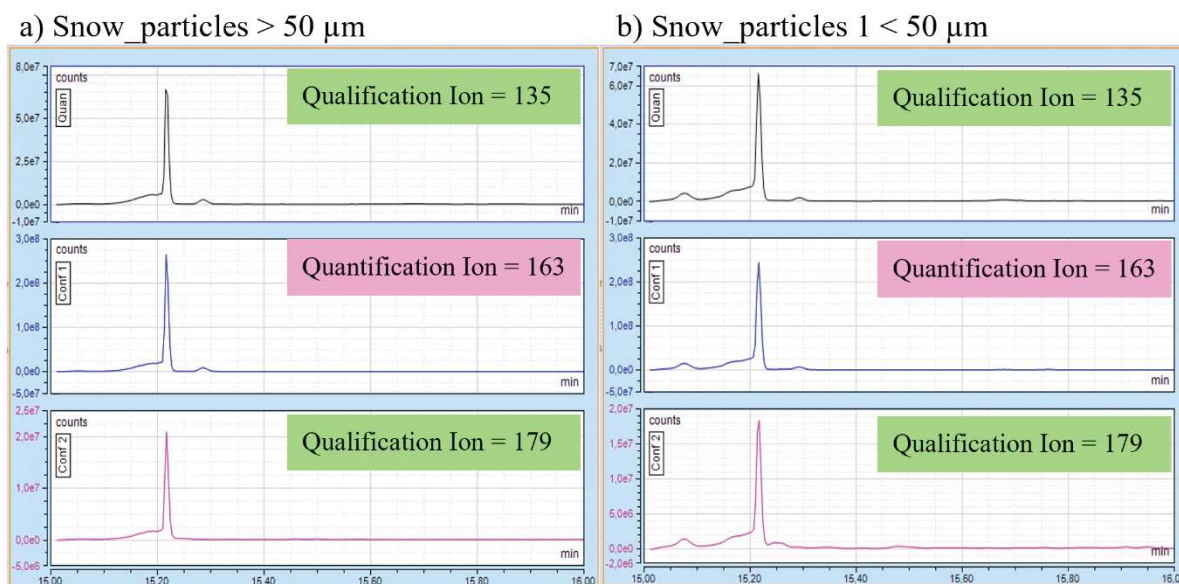 a) Snow_particles > 50 µm
8,0e7
counts
Quan
5,0e7
2,5e7
0,0e0
-1,0e7
min
Qualification Ion = 135
3,0e8
counts
Conf 1
2,0e8
1,0e8
0,0e0
-5,0e7
min
Quantification Ion = 163
2,5e7
counts
Conf 2
2,0e7
1,0e7
0,0e0
-5,0e6
min
Qualification Ion = 179
15,00 15,20 15,40 15,60 15,80 16,00
b) Snow_particles 1 < 50 µm
7,0e7
counts
6,0e7
Quan
4,0e7
2,0e7
0,0e0
-1,0e7
min
Qualification Ion = 135
3,0e8
counts
Conf 1
2,0e8
1,0e8
0,0e0
-5,0e7
min
Quantification Ion = 163
2,0e7
counts
Conf 2
1,5e7
1,0e7
5,0e6
0,0e0
-2,0e6
min
Qualification Ion = 179
15,00 15,20 15,40 15,60 15,80 16,0